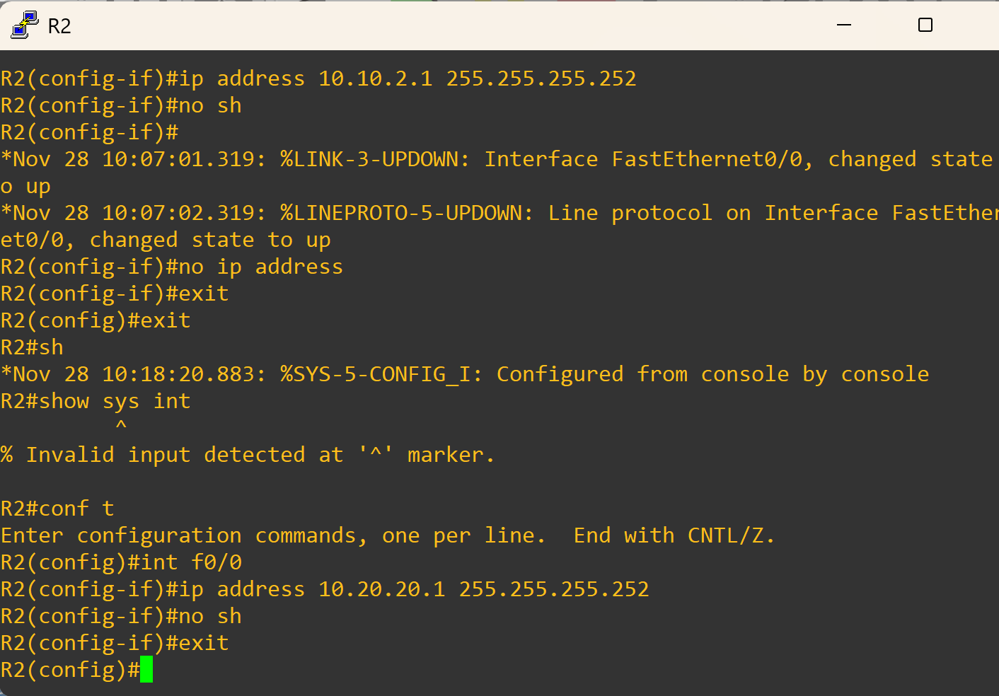 R2
R2(config-if)#ip address 10.10.2.1 255.255.255.252
R2(config-if)#no sh
R2(config-if)#
*Nov 28 10:07:01.319: %LINK-3-UPDOWN: Interface FastEthernet0/0, changed state
o up
*Nov 28 10:07:02.319: %LINEPROTO-5-UPDOWN: Line protocol on Interface FastEther
et0/0, changed state to up
R2(config-if)#no ip address
R2(config-if)#exit
R2(config)#exit
R2#sh
*Nov 28 10:18:20.883: %SYS-5-CONFIG_I: Configured from console by console
R2#show sys int
         ^
% Invalid input detected at '^' marker.

R2#conf t
Enter configuration commands, one per line.  End with CNTL/Z.
R2(config)#int f0/0
R2(config-if)#ip address 10.20.20.1 255.255.255.252
R2(config-if)#no sh
R2(config-if)#exit
R2(config)#